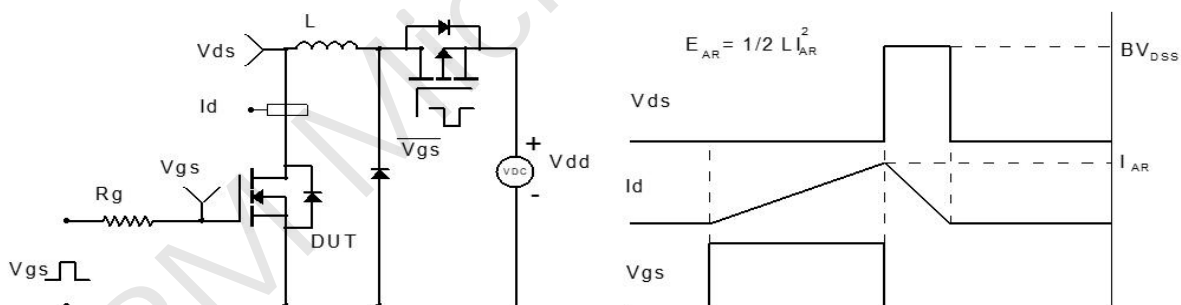 L
Vds
Id
Vgs
Rg
DUT
Vgs
Vgs
+
VDC
-
Vdd
E_AR = 1/2 L I_AR^2
BV_DSS
Vds
I_AR
Id
Vgs